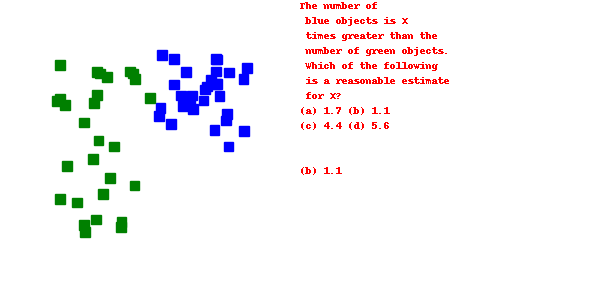 The number of
blue objects is X
times greater than the
number of green objects.
Which of the following
is a reasonable estimate
for X?
(a) 1.7 (b) 1.1
(c) 4.4 (d) 5.6
(b) 1.1